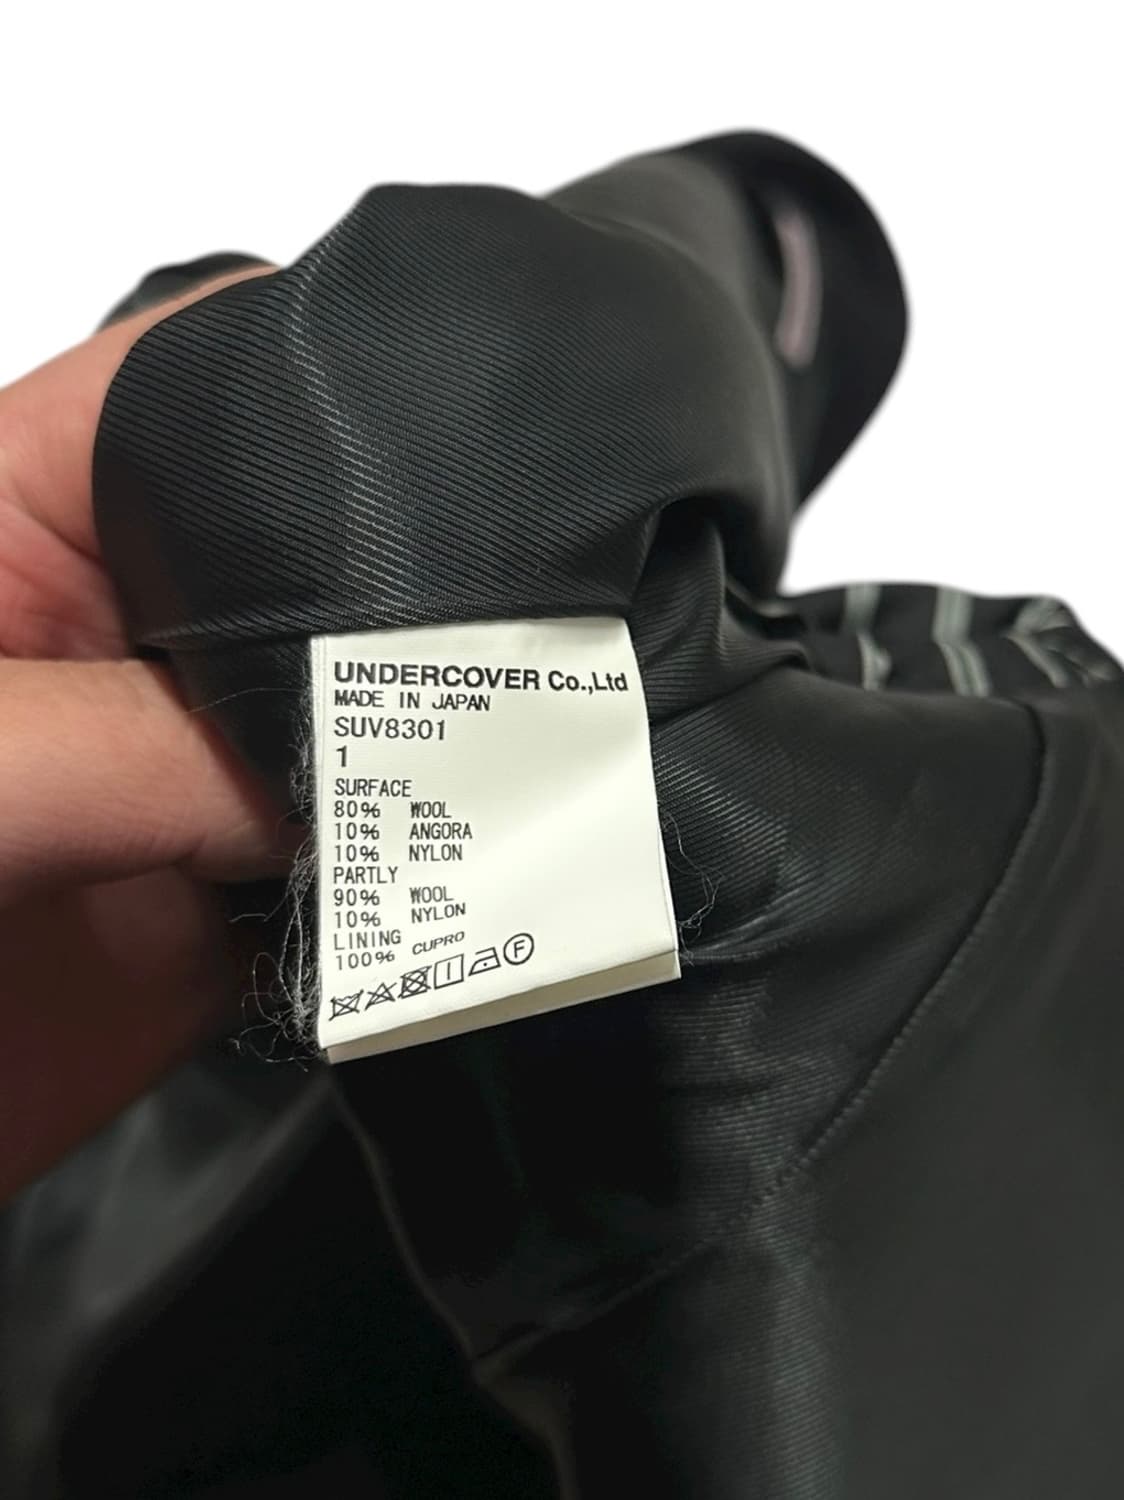 UNDERCOVER Co.,Ltd
MADE IN JAPAN
SUV8301
1
SURFACE
80% WOOL
10% ANGORA
10% NYLON
PARTLY
90% WOOL
10% NYLON
LINING
100% CUPRO
F